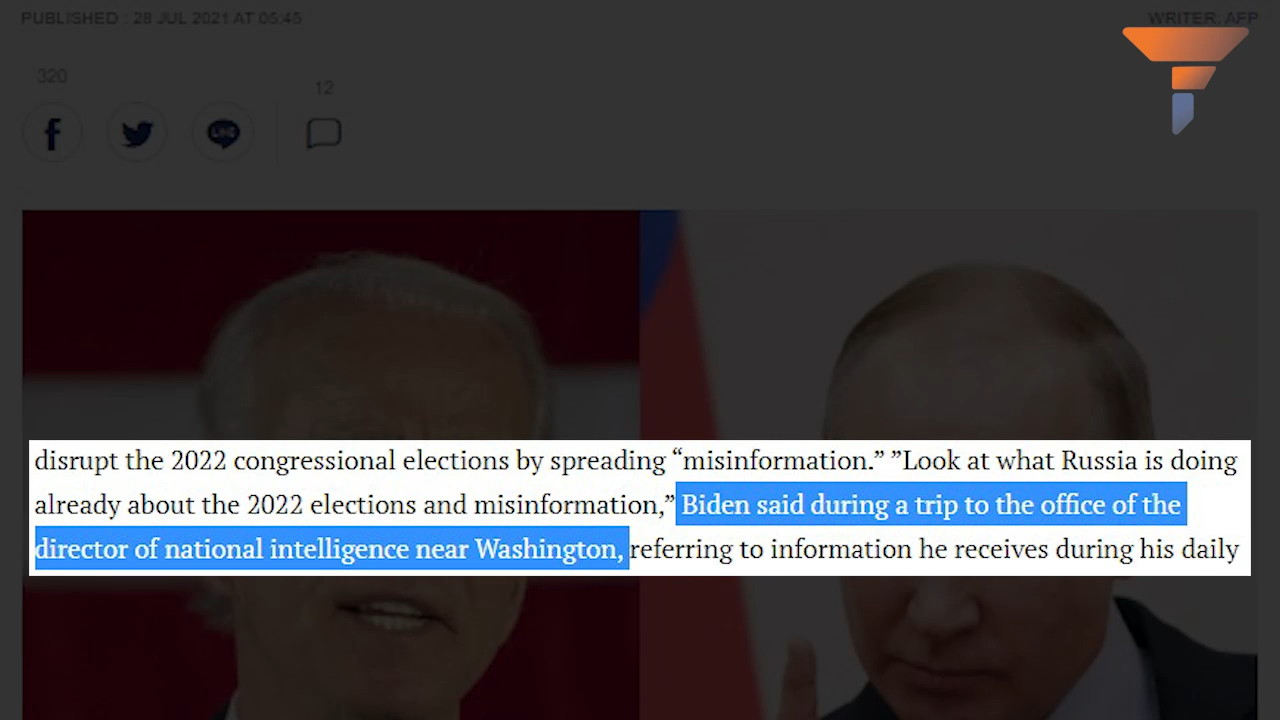 PUBLISHED : 28 JUL 2021 AT 05:45
WRITER: AFP
320
12
LINE
disrupt the 2022 congressional elections by spreading “misinformation.” ”Look at what Russia is doing
already about the 2022 elections and misinformation,” Biden said during a trip to the office of the
director of national intelligence near Washington, referring to information he receives during his daily